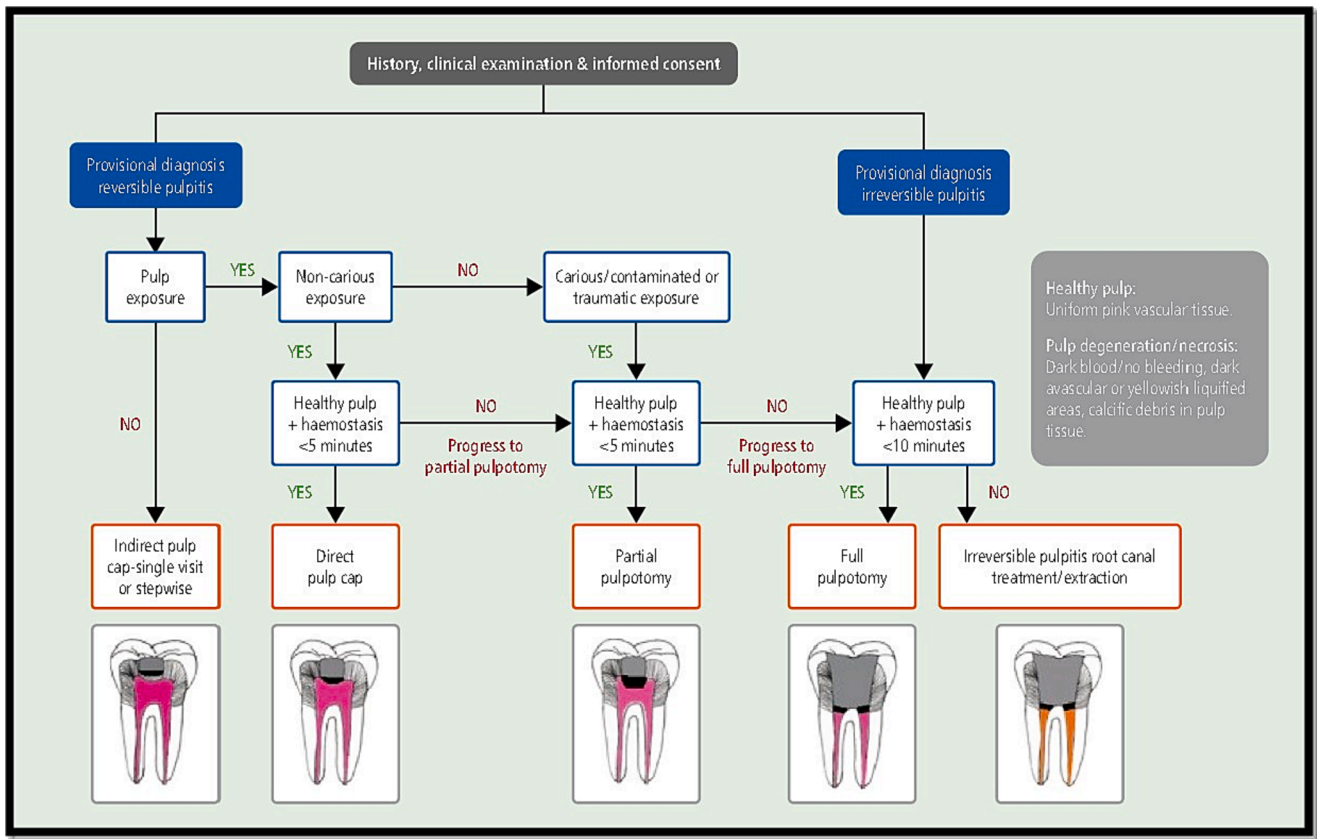 History, clinical examination & informed consent
Provisional diagnosis
reversible pulpitis
Provisional diagnosis
irreversible pulpitis
Pulp
exposure
YES
Non-carious
exposure
NO
Carious/contaminated or
traumatic exposure
Healthy pulp:
Uniform pink vascular tissue.
Pulp degeneration/necrosis:
Dark blood/no bleeding, dark
avascular or yellowish liquified
areas, calcific debris in pulp
tissue.
YES
YES
NO
Healthy pulp
+ haemostasis
<5 minutes
NO
Progress to
partial pulpotomy
Healthy pulp
+ haemostasis
<5 minutes
NO
Progress to
full pulpotomy
Healthy pulp
+ haemostasis
<10 minutes
YES
YES
YES
NO
Indirect pulp
cap-single visit
or stepwise
Direct
pulp cap
Partial
pulpotomy
Full
pulpotomy
Irreversible pulpitis root canal
treatment/extraction